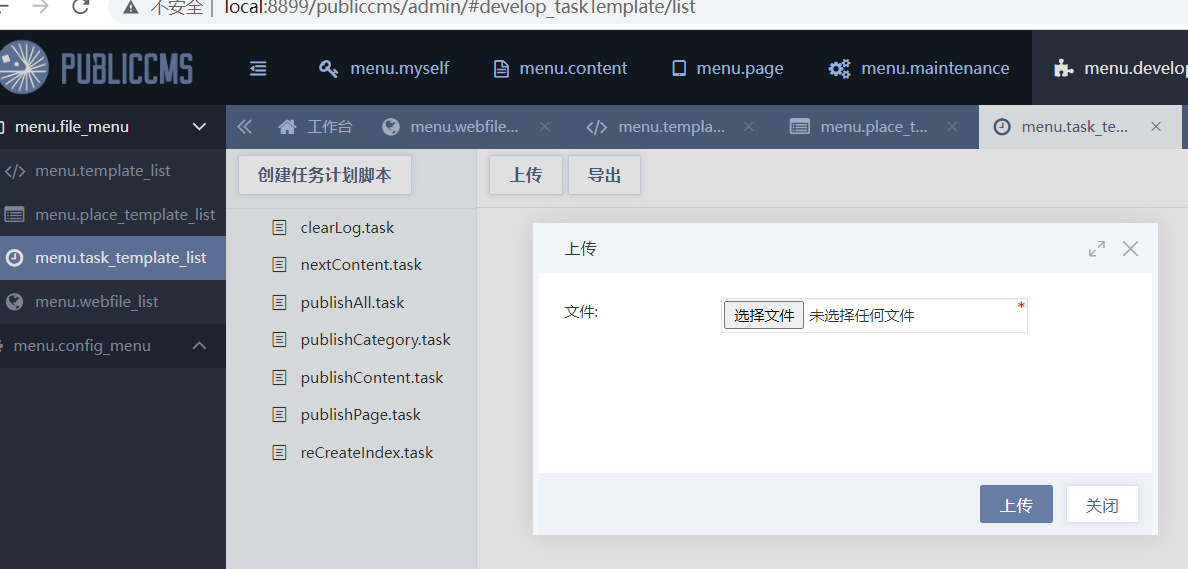 不安全 | local:8899/publiccms/admin/#develop_taskTemplate/list
PUBLICCMS
menu.myself
menu.content
menu.page
menu.maintenance
menu.develop
menu.file_menu
工作台
menu.webfile...
menu.templa...
menu.place_t...
menu.task_te...
menu.template_list
menu.place_template_list
menu.task_template_list
menu.webfile_list
menu.config_menu
创建任务计划脚本
clearLog.task
nextContent.task
publishAll.task
publishCategory.task
publishContent.task
publishPage.task
reCreateIndex.task
上传
导出
上传
文件:
选择文件 未选择任何文件 *
上传
关闭